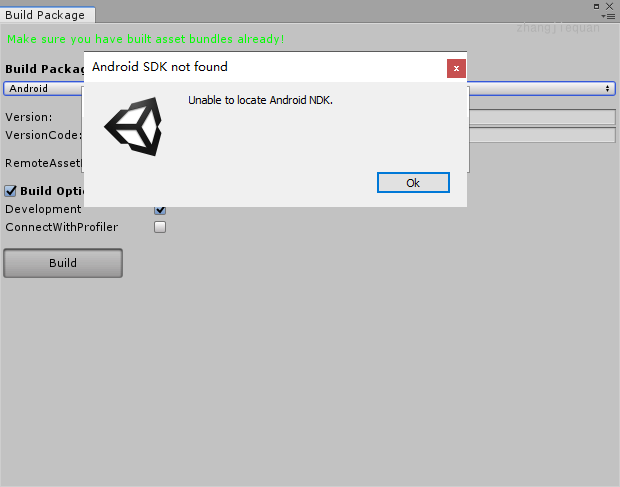 Build Package
zhangjiequan
Make sure you have built asset bundles already!
Android SDK not found
x
Build Packag
Android
Unable to locate Android NDK.
Version:
VersionCode:
RemoteAsset
Ok
Build Optio
Development
ConnectWithProfiler
Build